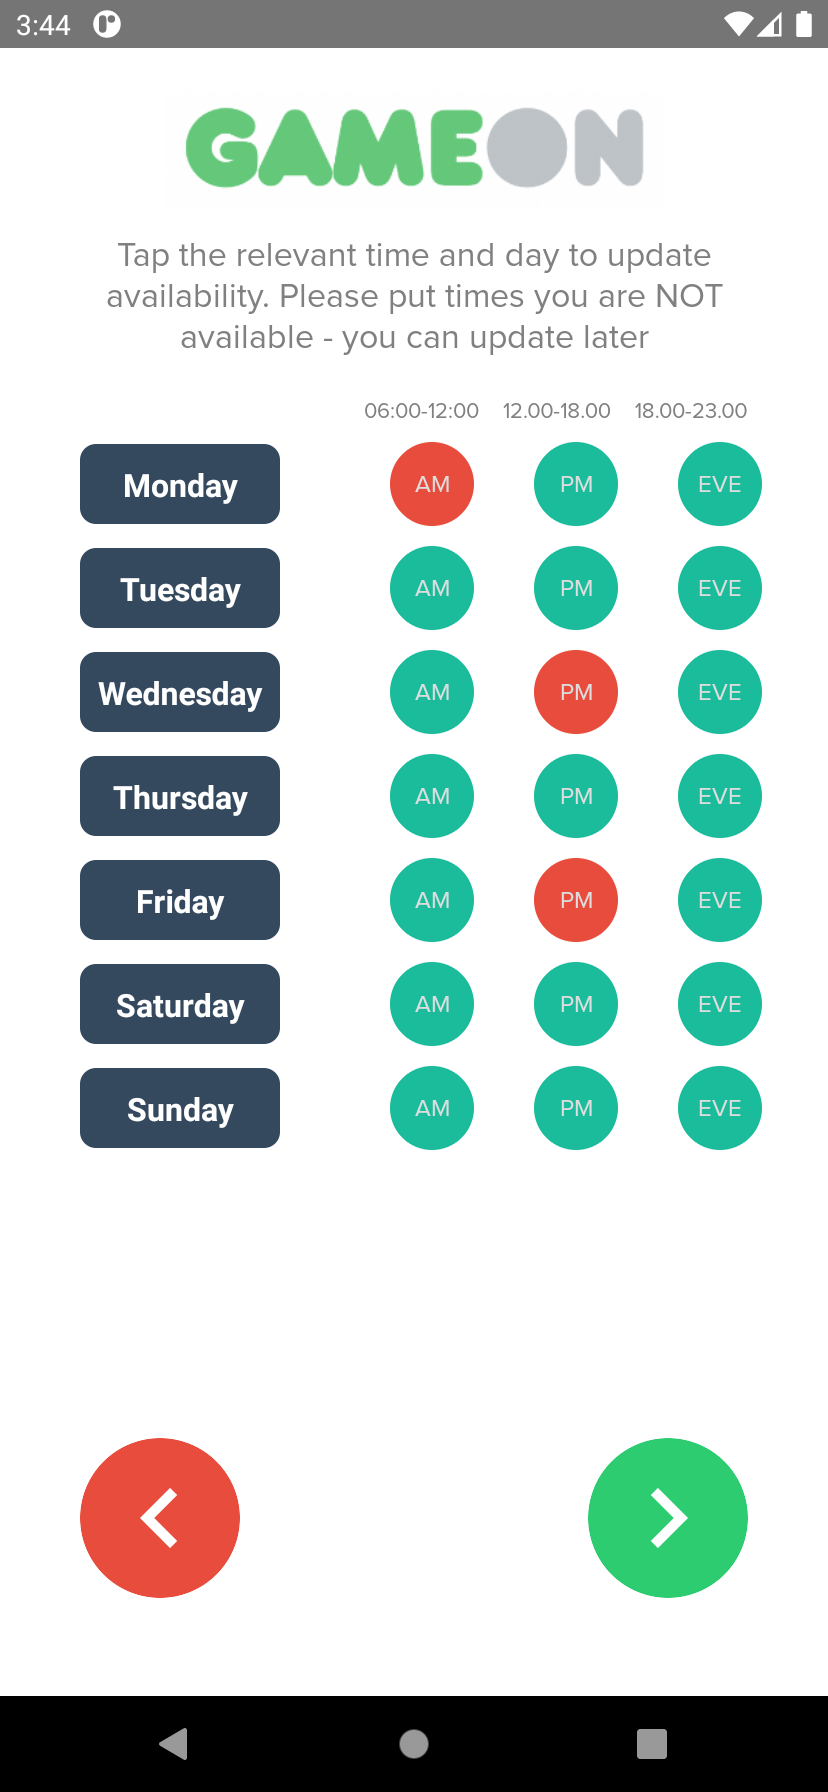 3:44
GAMEON
Tap the relevant time and day to update
availability. Please put times you are NOT
available - you can update later
06:00-12:00 12.00-18.00 18.00-23.00
Monday AM PM EVE
Tuesday AM PM EVE
Wednesday AM PM EVE
Thursday AM PM EVE
Friday AM PM EVE
Saturday AM PM EVE
Sunday AM PM EVE